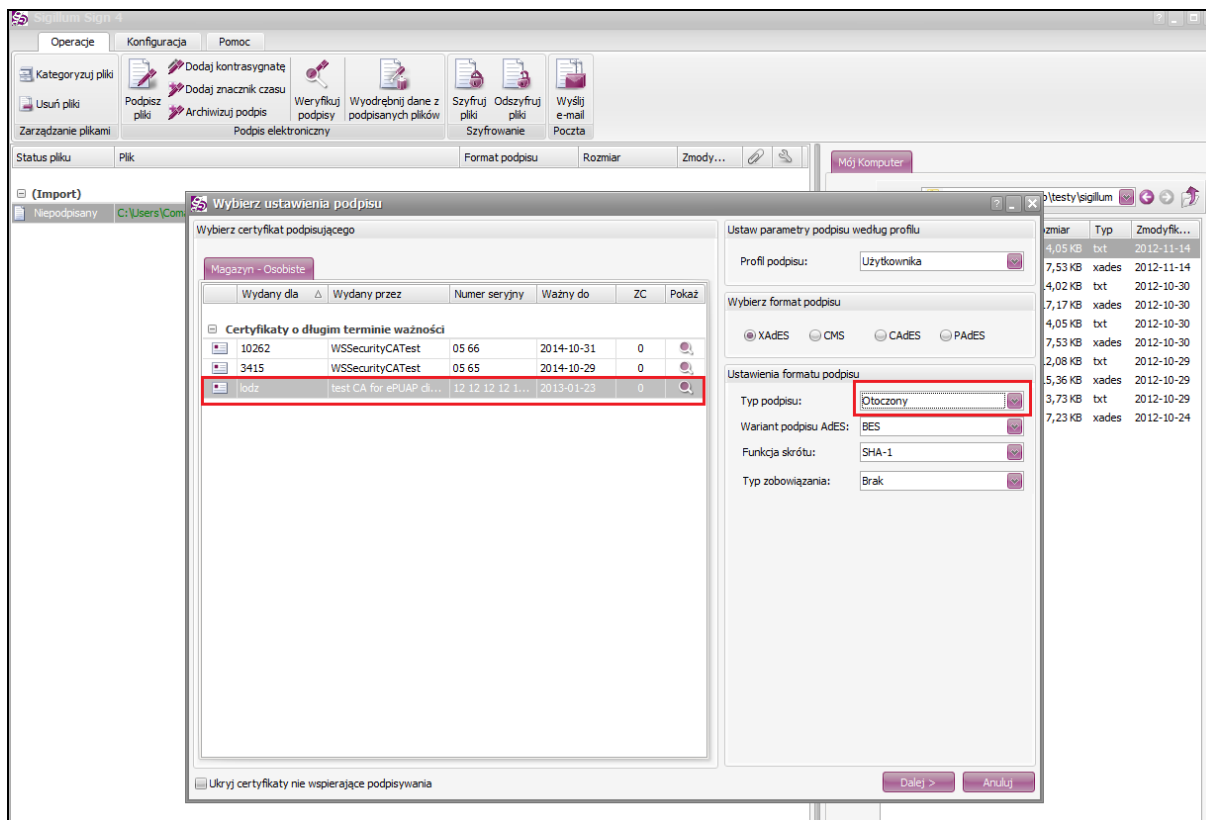 Sigillum Sign 4
Operacje Konfiguracja Pomoc
Kategoryzuj pliki
Usuń pliki
Zarządzanie plikami
Podpisz pliki
Dodaj kontrasygnatę
Dodaj znacznik czasu
Archiwizuj podpis
Weryfikuj podpisy
Wyodrębnij dane z podpisanych plików
Podpis elektroniczny
Szyfruj pliki
Odszyfruj pliki
Szyfrowanie
Wyślij e-mail
Poczta
Status pliku Plik Format podpisu Rozmiar Zmody...
(Import)
Niepodpisany C:\Users\Com
Mój Komputer
o\testy\sigillum
zmiar Typ Zmodyfik...
4,05 KB txt 2012-11-14
7,53 KB xades 2012-11-14
4,02 KB txt 2012-10-30
7,17 KB xades 2012-10-30
4,05 KB txt 2012-10-30
7,53 KB xades 2012-10-30
2,08 KB txt 2012-10-29
5,36 KB xades 2012-10-29
3,73 KB txt 2012-10-29
7,23 KB xades 2012-10-24
Wybierz ustawienia podpisu
Wybierz certyfikat podpisującego
Magazyn - Osobiste
Wydany dla Wydany przez Numer seryjny Ważny do ZC Pokaż
Certyfikaty o długim terminie ważności
10262 WSSecurityCATest 05 66 2014-10-31 0
3415 WSSecurityCATest 05 65 2014-10-29 0
lodz test CA for ePUAP cli... 12 12 12 12 1... 2013-01-23 0
Ukryj certyfikaty nie wspierające podpisywania
Ustaw parametry podpisu według profilu
Profil podpisu: Użytkownika
Wybierz format podpisu
XAdES CMS CAdES PAdES
Ustawienia formatu podpisu
Typ podpisu: Otoczony
Wariant podpisu AdES: BES
Funkcja skrótu: SHA-1
Typ zobowiązania: Brak
Dalej > Anuluj